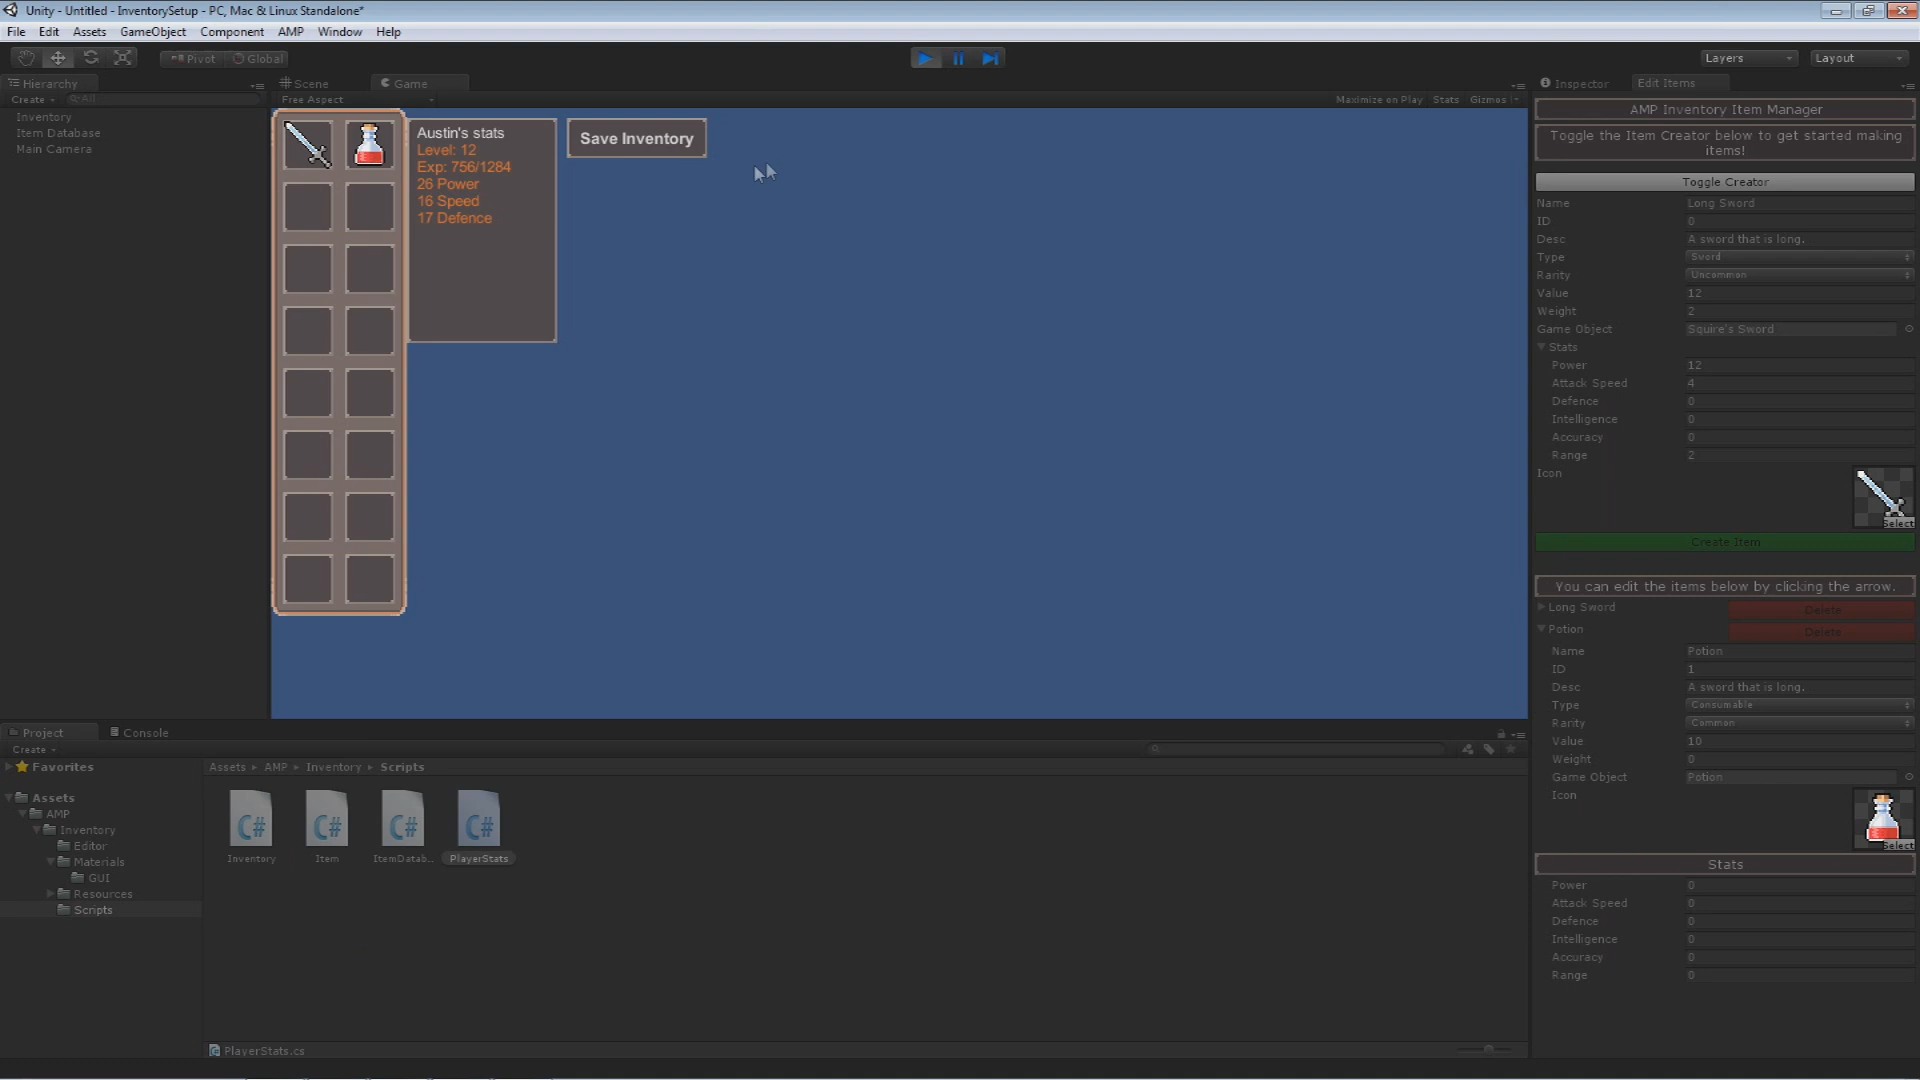 Unity - Untitled - InventorySetup - PC, Mac & Linux Standalone*
File Edit Assets GameObject Component AMP Window Help
Pivot Global Layers Layout
Hierarchy
Create All
Inventory
Item Database
Main Camera
Scene Game
Free Aspect Maximize on Play Stats Gizmos
Austin's stats
Level: 12
Exp: 756/1284
26 Power
16 Speed
17 Defence
Save Inventory
Inspector Edit Items
AMP Inventory Item Manager
Toggle the Item Creator below to get started making
items!
Toggle Creator
Name Long Sword
ID 0
Desc A sword that is long.
Type Sword
Rarity Uncommon
Value 12
Weight 2
Game Object Squire's Sword
Stats
Power 12
Attack Speed 4
Defence 0
Intelligence 0
Accuracy 0
Range 2
Icon
Select
Create Item
You can edit the items below by clicking the arrow.
Long Sword Delete
Potion Delete
Name Potion
ID 1
Desc A sword that is long.
Type Consumable
Rarity Common
Value 10
Weight 0
Game Object Potion
Icon
Select
Stats
Power 0
Attack Speed 0
Defence 0
Intelligence 0
Accuracy 0
Range 0
Project Console
Create
Favorites
Assets
AMP
Inventory
Editor
Materials
GUI
Resources
Scripts
Assets AMP Inventory Scripts
C# C# C# C#
Inventory Item ItemDatab.. PlayerStats
PlayerStats.cs